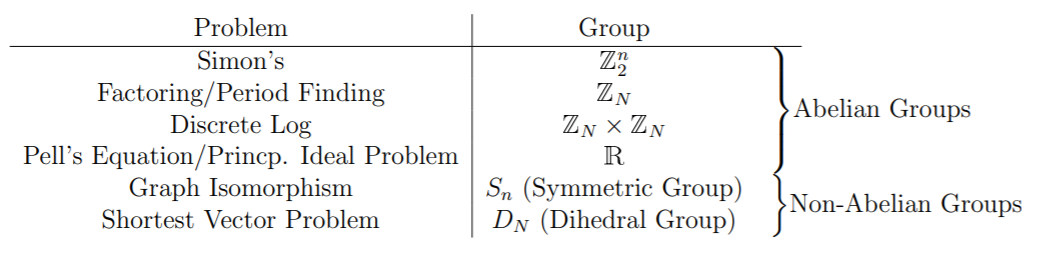 Problem Group
Simon's ℤ₂ⁿ
Factoring/Period Finding ℤ_N
Discrete Log ℤ_N × ℤ_N
Pell's Equation/Princp. Ideal Problem ℝ
Graph Isomorphism S_n (Symmetric Group)
Shortest Vector Problem D_N (Dihedral Group)
Abelian Groups
Non-Abelian Groups